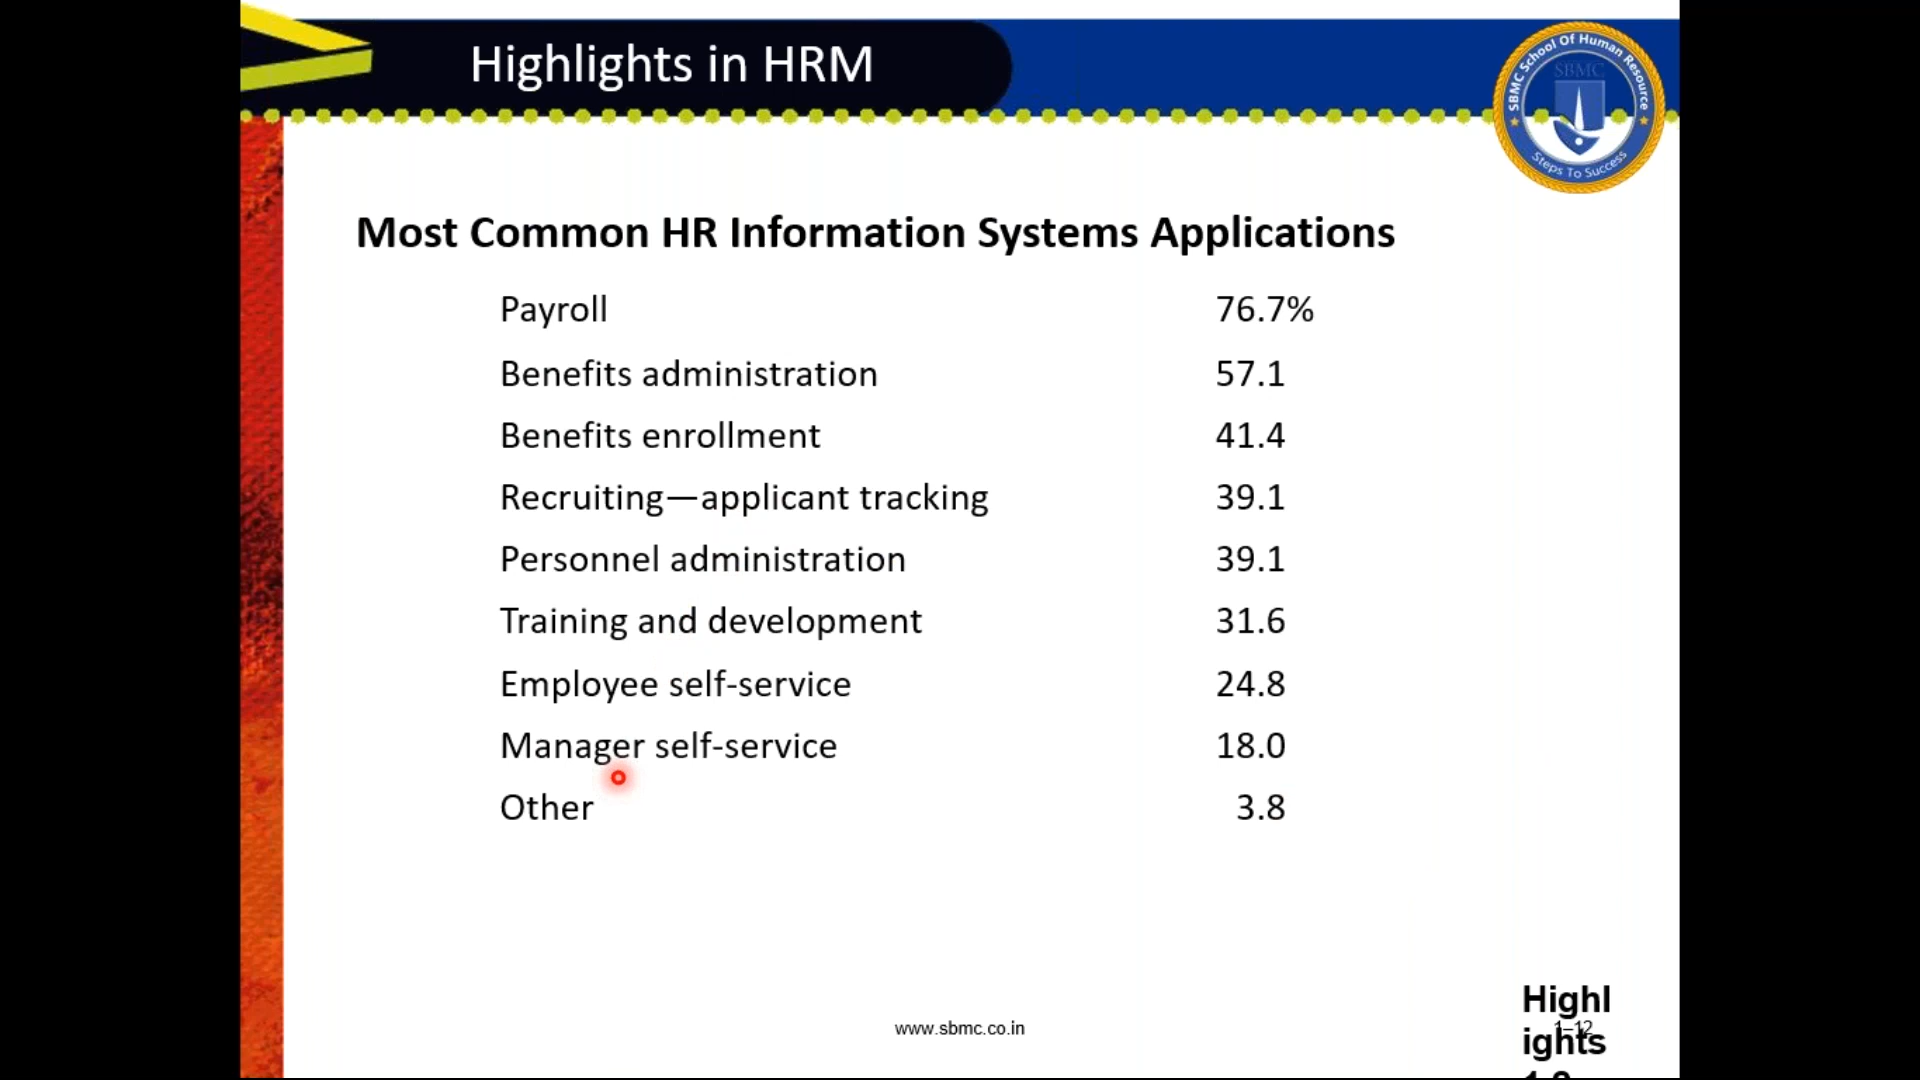 Highlights in HRM
SBMC School Of Human Resource
SBMC
Steps To Success
Most Common HR Information Systems Applications
Payroll 76.7%
Benefits administration 57.1
Benefits enrollment 41.4
Recruiting—applicant tracking 39.1
Personnel administration 39.1
Training and development 31.6
Employee self-service 24.8
Manager self-service 18.0
Other 3.8
www.sbmc.co.in
Highl
ights
1–12